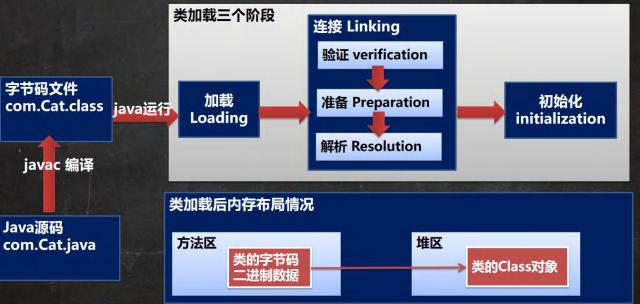 类加载三个阶段
连接 Linking
验证 verification
字节码文件
com.Cat.class
java运行
加载
Loading
准备 Preparation
初始化
initialization
解析 Resolution
javac 编译
Java源码
com.Cat.java
类加载后内存布局情况
方法区
堆区
类的字节码
二进制数据
类的Class对象